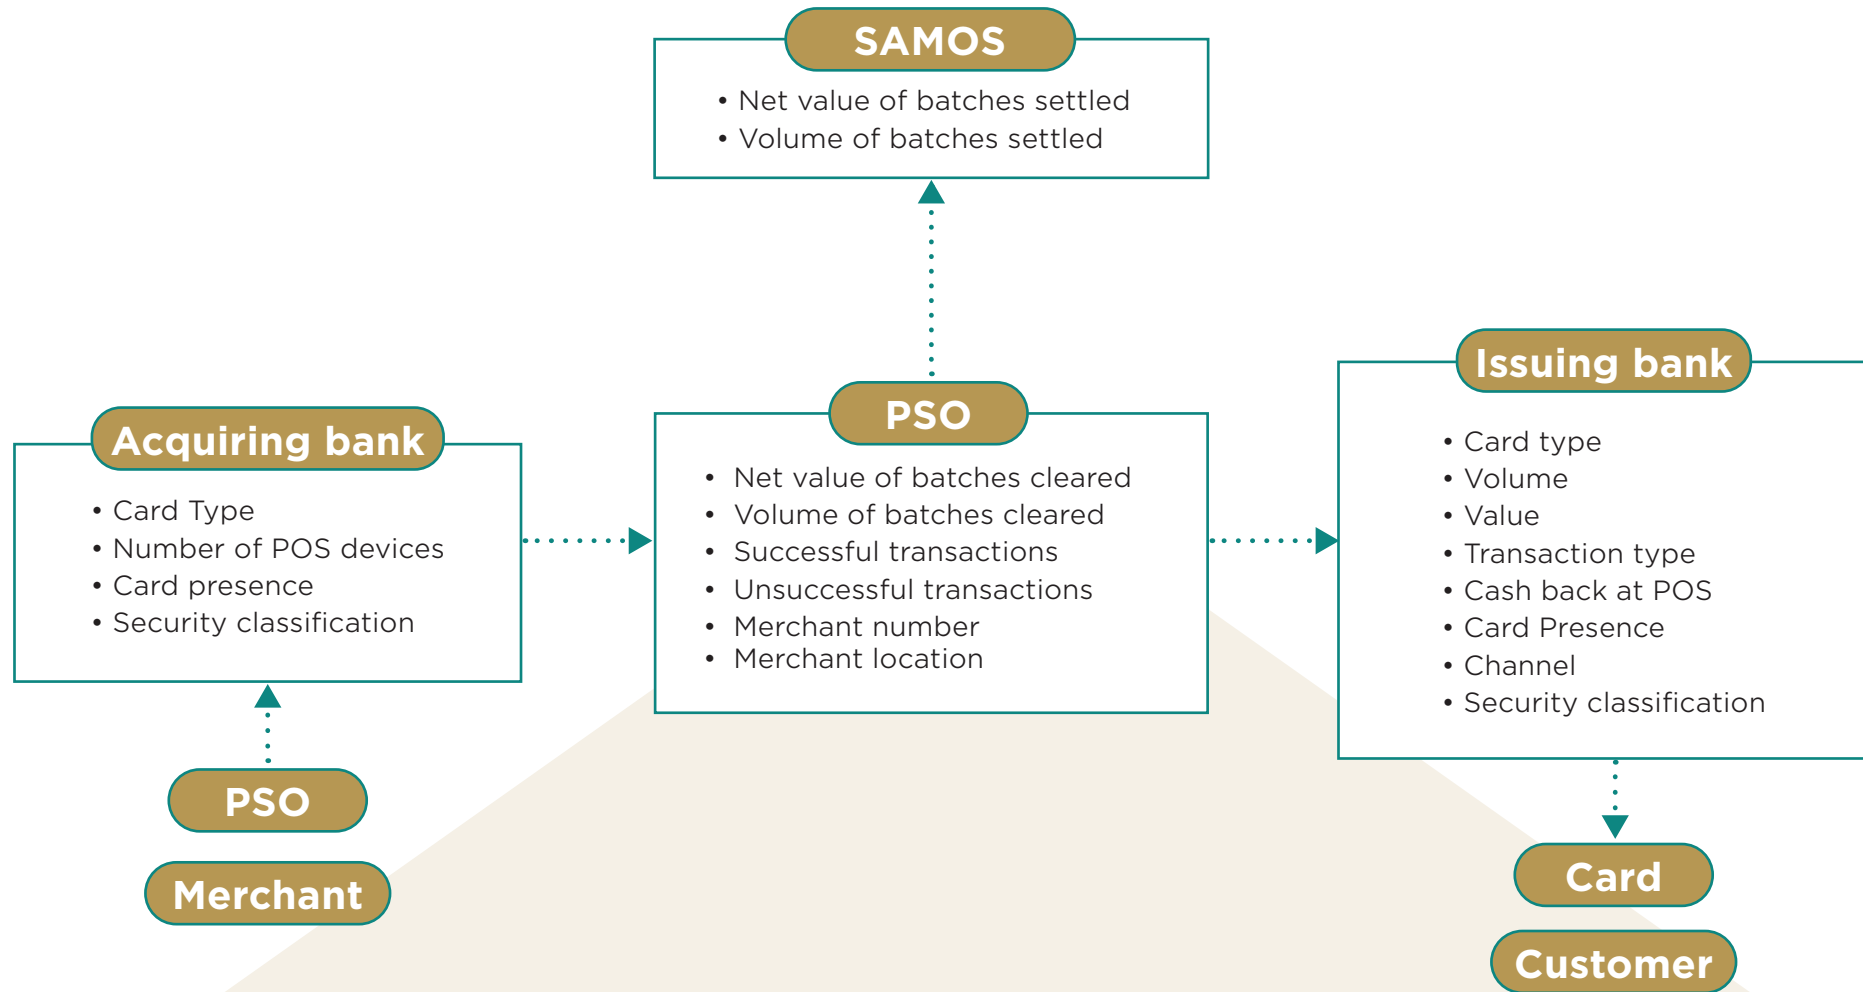 SAMOS
• Net value of batches settled
• Volume of batches settled
Acquiring bank
• Card Type
• Number of POS devices
• Card presence
• Security classification
PSO
Merchant
PSO
• Net value of batches cleared
• Volume of batches cleared
• Successful transactions
• Unsuccessful transactions
• Merchant number
• Merchant location
Issuing bank
• Card type
• Volume
• Value
• Transaction type
• Cash back at POS
• Card Presence
• Channel
• Security classification
Card
Customer